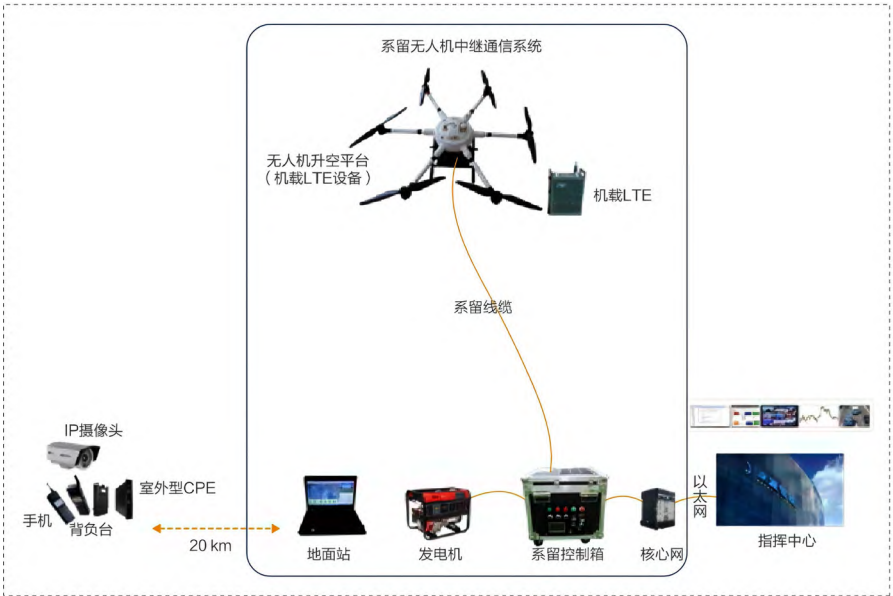 系留无人机中继通信系统
无人机升空平台
（机载LTE设备）
机载LTE
系留线缆
IP摄像头
室外型CPE
手机
背负台
20 km
地面站
发电机
系留控制箱
核心网
以太网
指挥中心